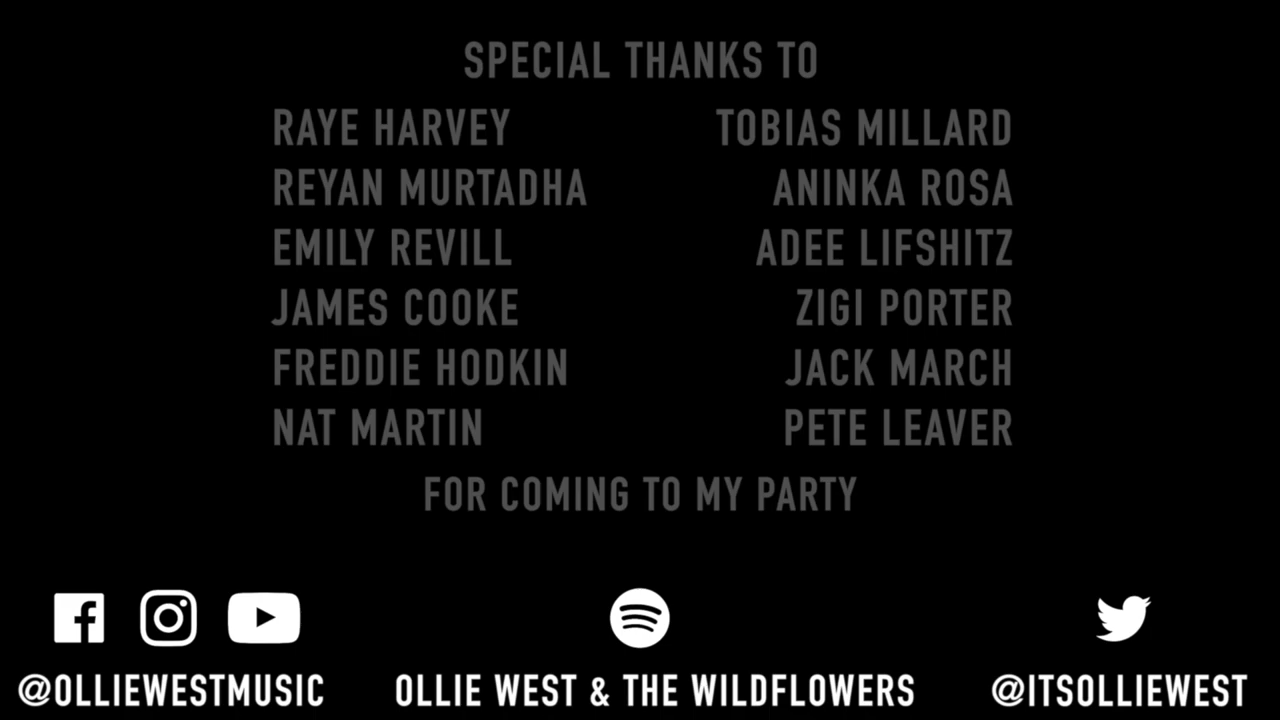 SPECIAL THANKS TO
RAYE HARVEY TOBIAS MILLARD
REYAN MURTADHA ANINKA ROSA
EMILY REVILL ADEE LIFSHITZ
JAMES COOKE ZIGI PORTER
FREDDIE HODKIN JACK MARCH
NAT MARTIN PETE LEAVER
FOR COMING TO MY PARTY
@OLLIEWESTMUSIC OLLIE WEST & THE WILDFLOWERS @ITSOLLIEWEST